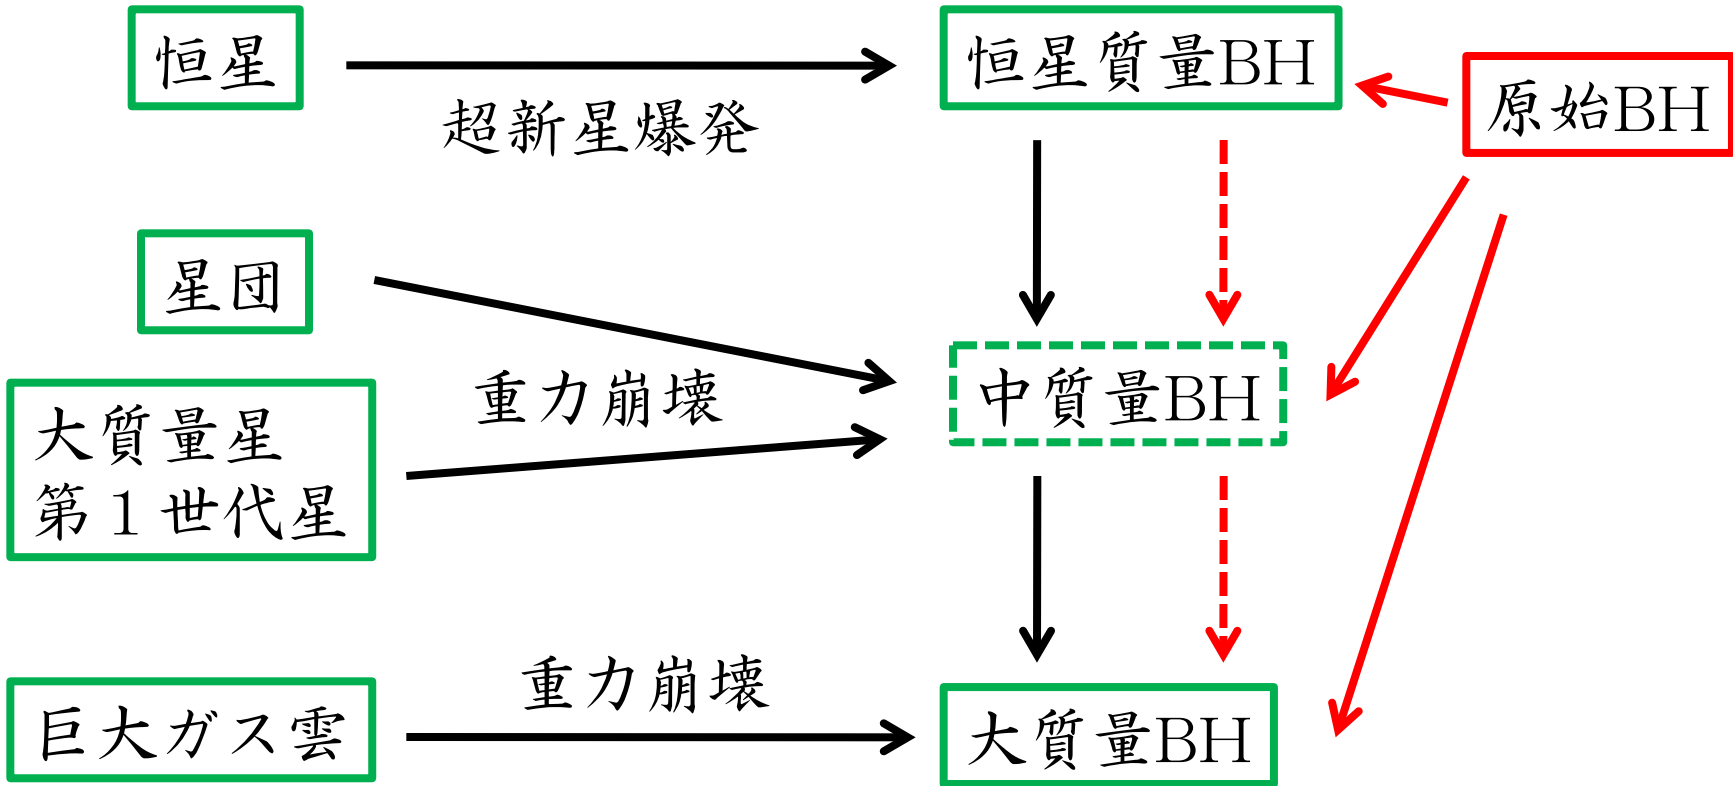 恒星
恒星質量BH
原始BH
超新星爆発
星団
重力崩壊
中質量BH
大質量星
第１世代星
重力崩壊
巨大ガス雲
大質量BH